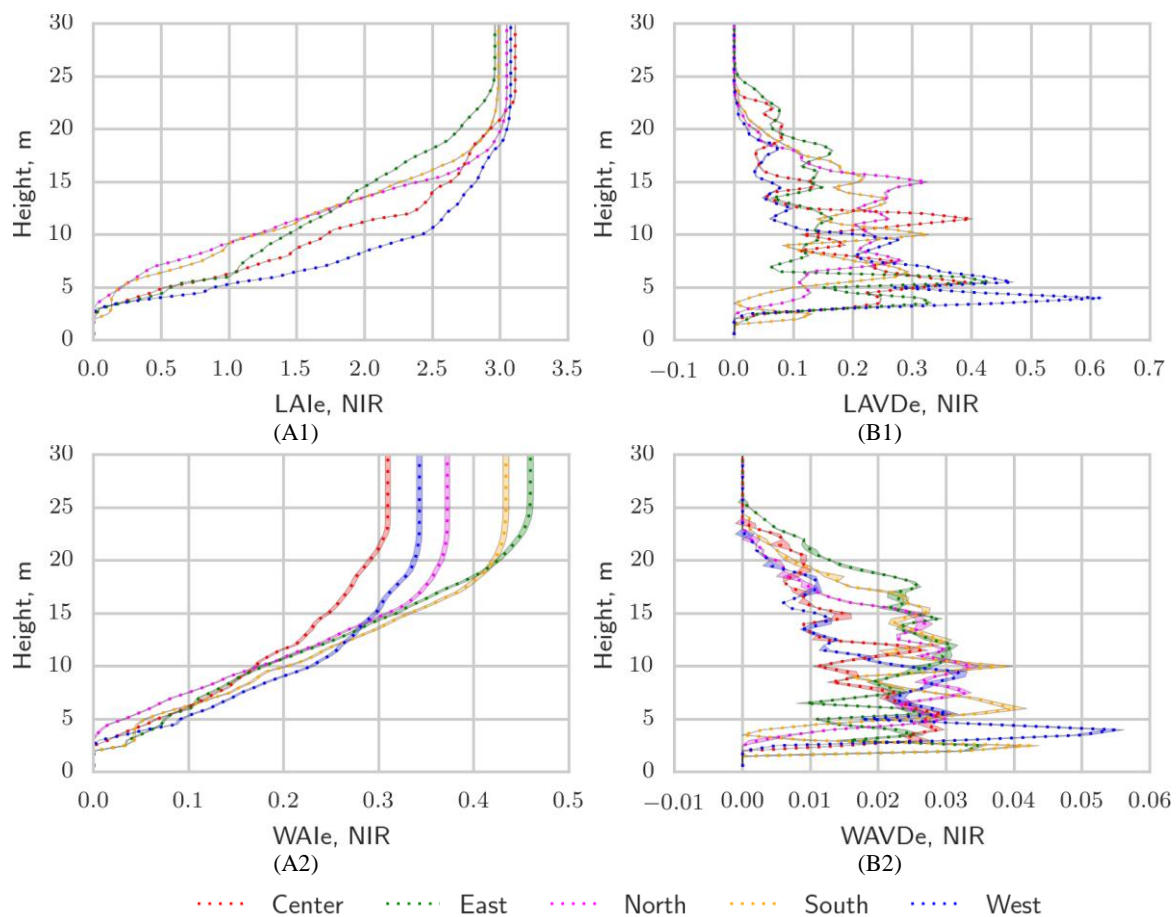 30
25
20
15
10
5
0
Height, m
0.0 0.5 1.0 1.5 2.0 2.5 3.0 3.5
LAIe, NIR
(A1)
30
25
20
15
10
5
0
Height, m
−0.1 0.0 0.1 0.2 0.3 0.4 0.5 0.6 0.7
LAVDe, NIR
(B1)
30
25
20
15
10
5
0
Height, m
0.0 0.1 0.2 0.3 0.4 0.5
WAIe, NIR
(A2)
30
25
20
15
10
5
0
Height, m
−0.01 0.00 0.01 0.02 0.03 0.04 0.05 0.06
WAVDe, NIR
(B2)
Center East North South West